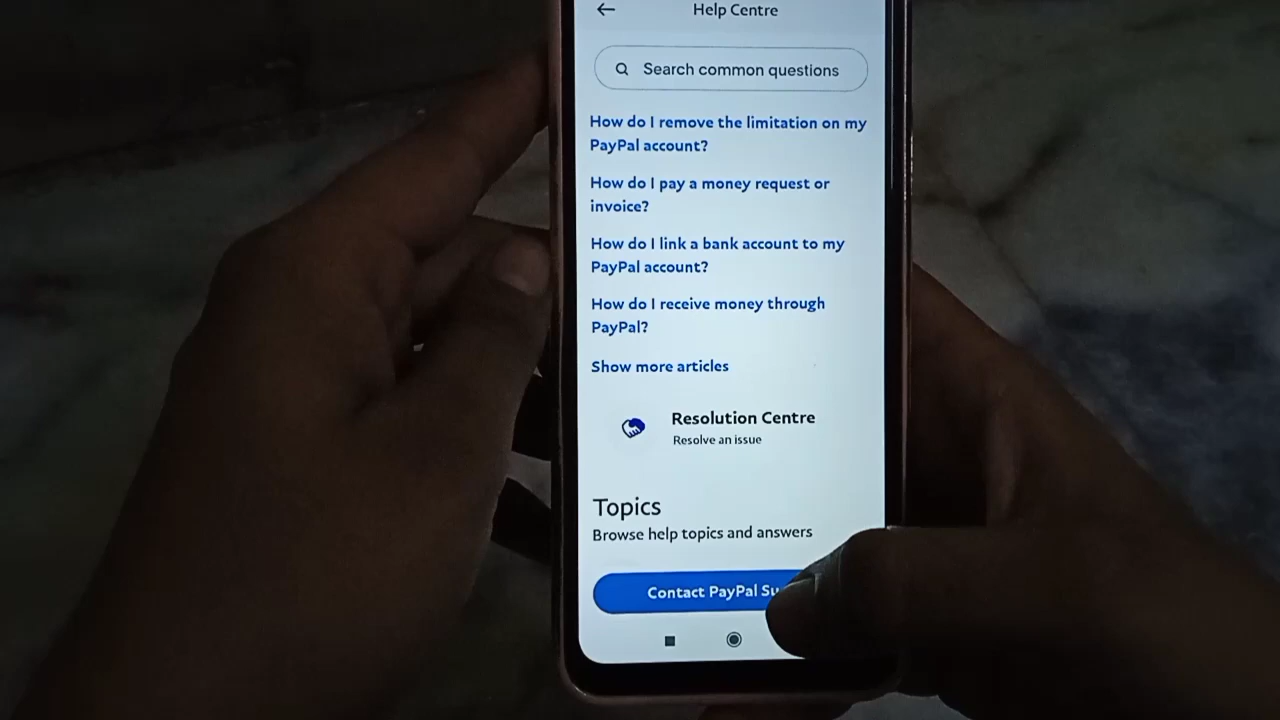 Help Centre
Search common questions
How do I remove the limitation on my
PayPal account?
How do I pay a money request or
invoice?
How do I link a bank account to my
PayPal account?
How do I receive money through
PayPal?
Show more articles
Resolution Centre
Resolve an issue
Topics
Browse help topics and answers
Contact PayPal